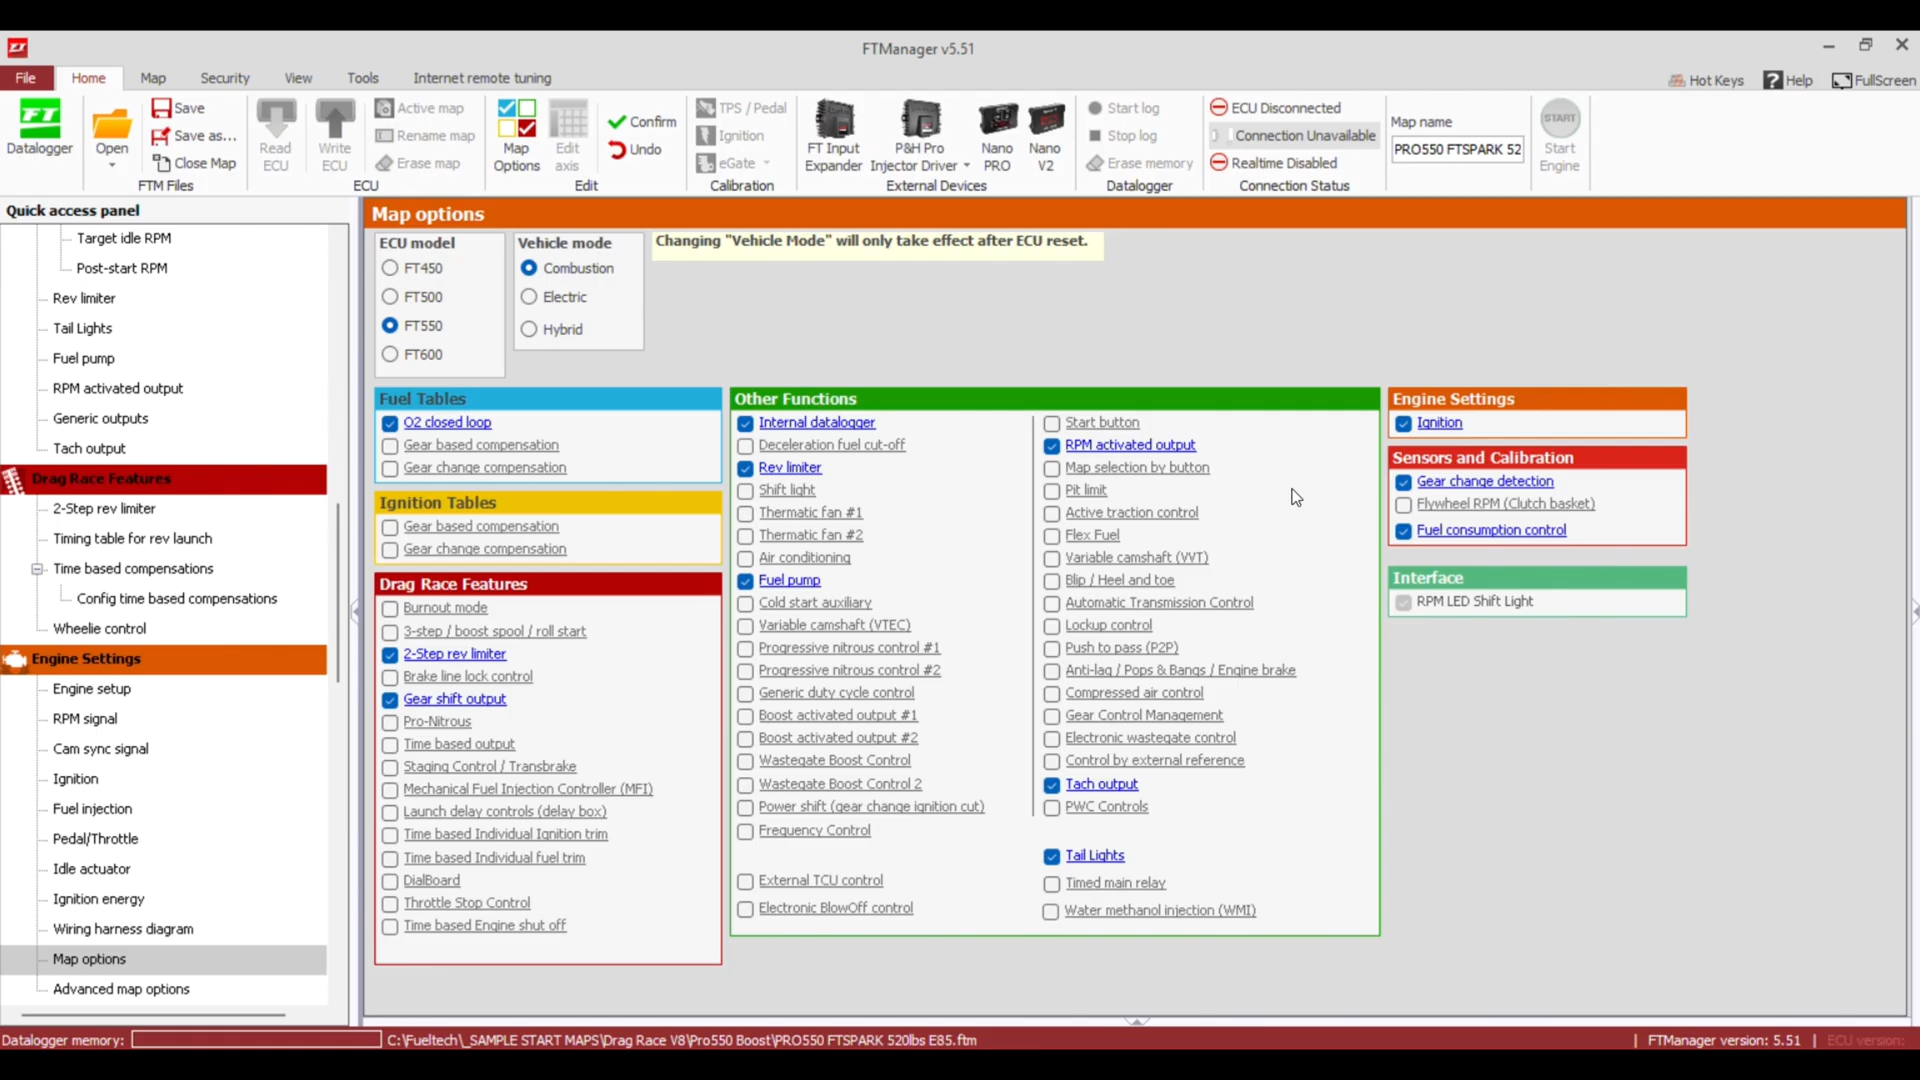 FTManager v5.51
File Home Map Security View Tools Internet remote tuning Hot Keys Help FullScreen
FT Datalogger
Open
Save
Save as...
Close Map
FTM Files
Read ECU
Write ECU
Active map
Rename map
Erase map
ECU
Map Options
Edit axis
Confirm
Undo
Edit
TPS / Pedal
Ignition
eGate
Calibration
FT Input Expander
P&H Pro Injector Driver
Nano PRO
Nano V2
External Devices
Start log
Stop log
Erase memory
Datalogger
ECU Disconnected
Connection Unavailable
Realtime Disabled
Connection Status
Map name
PRO550 FTSPARK 52
START
Start Engine
Quick access panel
Target idle RPM
Post-start RPM
Rev limiter
Tail Lights
Fuel pump
RPM activated output
Generic outputs
Tach output
Drag Race Features
2-Step rev limiter
Timing table for rev launch
Time based compensations
Config time based compensations
Wheelie control
Engine Settings
Engine setup
RPM signal
Cam sync signal
Ignition
Fuel injection
Pedal/Throttle
Idle actuator
Ignition energy
Wiring harness diagram
Map options
Advanced map options
Map options
ECU model
FT450
FT500
FT550
FT600
Vehicle mode
Combustion
Electric
Hybrid
Changing "Vehicle Mode" will only take effect after ECU reset.
Fuel Tables
O2 closed loop
Gear based compensation
Gear change compensation
Ignition Tables
Gear based compensation
Gear change compensation
Drag Race Features
Burnout mode
3-step / boost spool / roll start
2-Step rev limiter
Brake line lock control
Gear shift output
Pro-Nitrous
Time based output
Staging Control / Transbrake
Mechanical Fuel Injection Controller (MFI)
Launch delay controls (delay box)
Time based Individual Ignition trim
Time based Individual fuel trim
DialBoard
Throttle Stop Control
Time based Engine shut off
Other Functions
Internal datalogger
Deceleration fuel cut-off
Rev limiter
Shift light
Thermatic fan #1
Thermatic fan #2
Air conditioning
Fuel pump
Cold start auxiliary
Variable camshaft (VTEC)
Progressive nitrous control #1
Progressive nitrous control #2
Generic duty cycle control
Boost activated output #1
Boost activated output #2
Wastegate Boost Control
Wastegate Boost Control 2
Power shift (gear change ignition cut)
Frequency Control
External TCU control
Electronic BlowOff control
Start button
RPM activated output
Map selection by button
Pit limit
Active traction control
Flex Fuel
Variable camshaft (VVT)
Blip / Heel and toe
Automatic Transmission Control
Lockup control
Push to pass (P2P)
Anti-lag / Pops & Bangs / Engine brake
Compressed air control
Gear Control Management
Electronic wastegate control
Control by external reference
Tach output
PWC Controls
Tail Lights
Timed main relay
Water methanol injection (WMI)
Engine Settings
Ignition
Sensors and Calibration
Gear change detection
Flywheel RPM (Clutch basket)
Fuel consumption control
Interface
RPM LED Shift Light
Datalogger memory: C:\Fueltech\_SAMPLE START MAPS\Drag Race V8\Pro550 Boost\PRO550 FTSPARK 520lbs E85.ftm | FTManager version: 5.51 | ECU version: